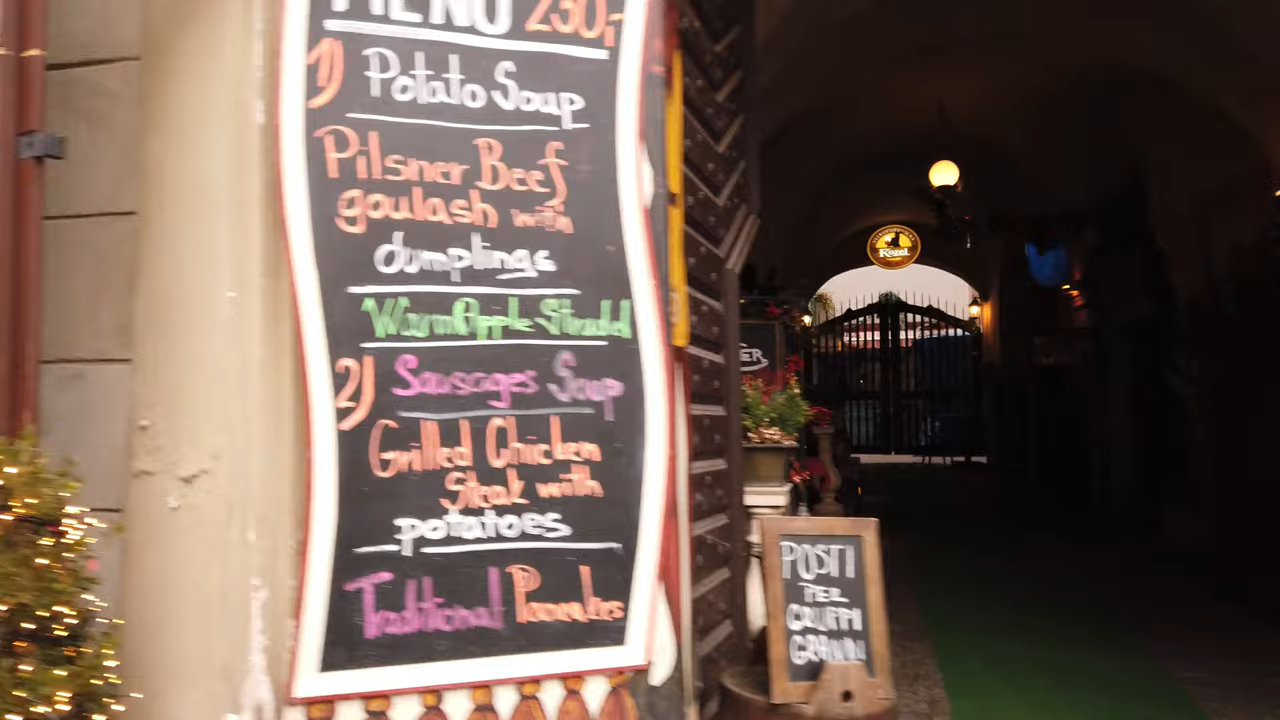 MENU 230,-
1) Potato Soup
Pilsner Beef
goulash with
dumplings
Warm Apple Strudel
2) Sausages Soup
Grilled Chicken
Steak with
potatoes
Traditional Pancakes
Kozel
POSTI
PER
GRUPPI
GRANDI